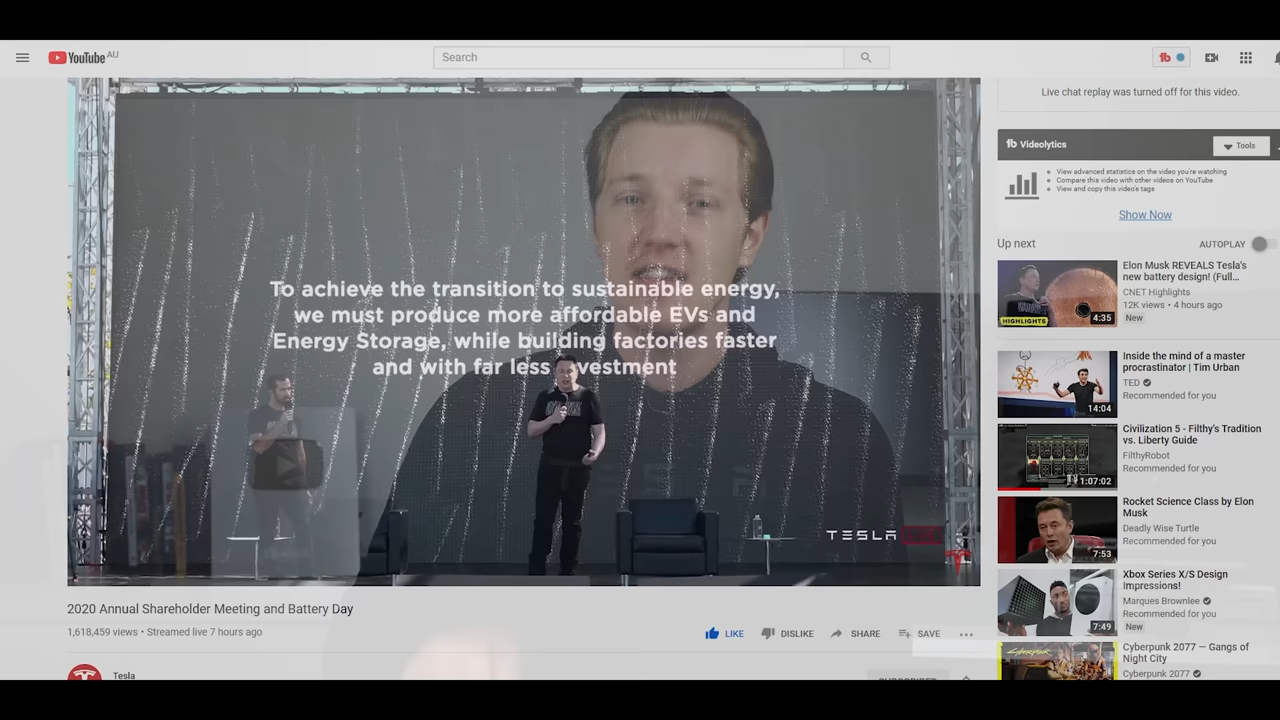 YouTube AU
Search
tb
Live chat replay was turned off for this video.
tb Videolytics
Tools
View advanced statistics on the video you're watching
Compare this video with other videos on YouTube
View and copy this video's tags
Show Now
Up next
AUTOPLAY
To achieve the transition to sustainable energy,
we must produce more affordable EVs and
Energy Storage, while building factories faster
and with far less vestment
TESLA
Elon Musk REVEALS Tesla's
new battery design! (Full...
CNET Highlights
12K views • 4 hours ago
New
HIGHLIGHTS
4:35
Inside the mind of a master
procrastinator | Tim Urban
TED
Recommended for you
14:04
Civilization 5 - Filthy's Tradition
vs. Liberty Guide
FilthyRobot
Recommended for you
1:07:02
Rocket Science Class by Elon
Musk
Deadly Wise Turtle
Recommended for you
7:53
Xbox Series X/S Design
Impressions!
Marques Brownlee
Recommended for you
New
7:49
Cyberpunk 2077 — Gangs of
Night City
Cyberpunk 2077
Cyberpunk
2020 Annual Shareholder Meeting and Battery Day
1,618,459 views • Streamed live 7 hours ago
LIKE
DISLIKE
SHARE
SAVE
Tesla